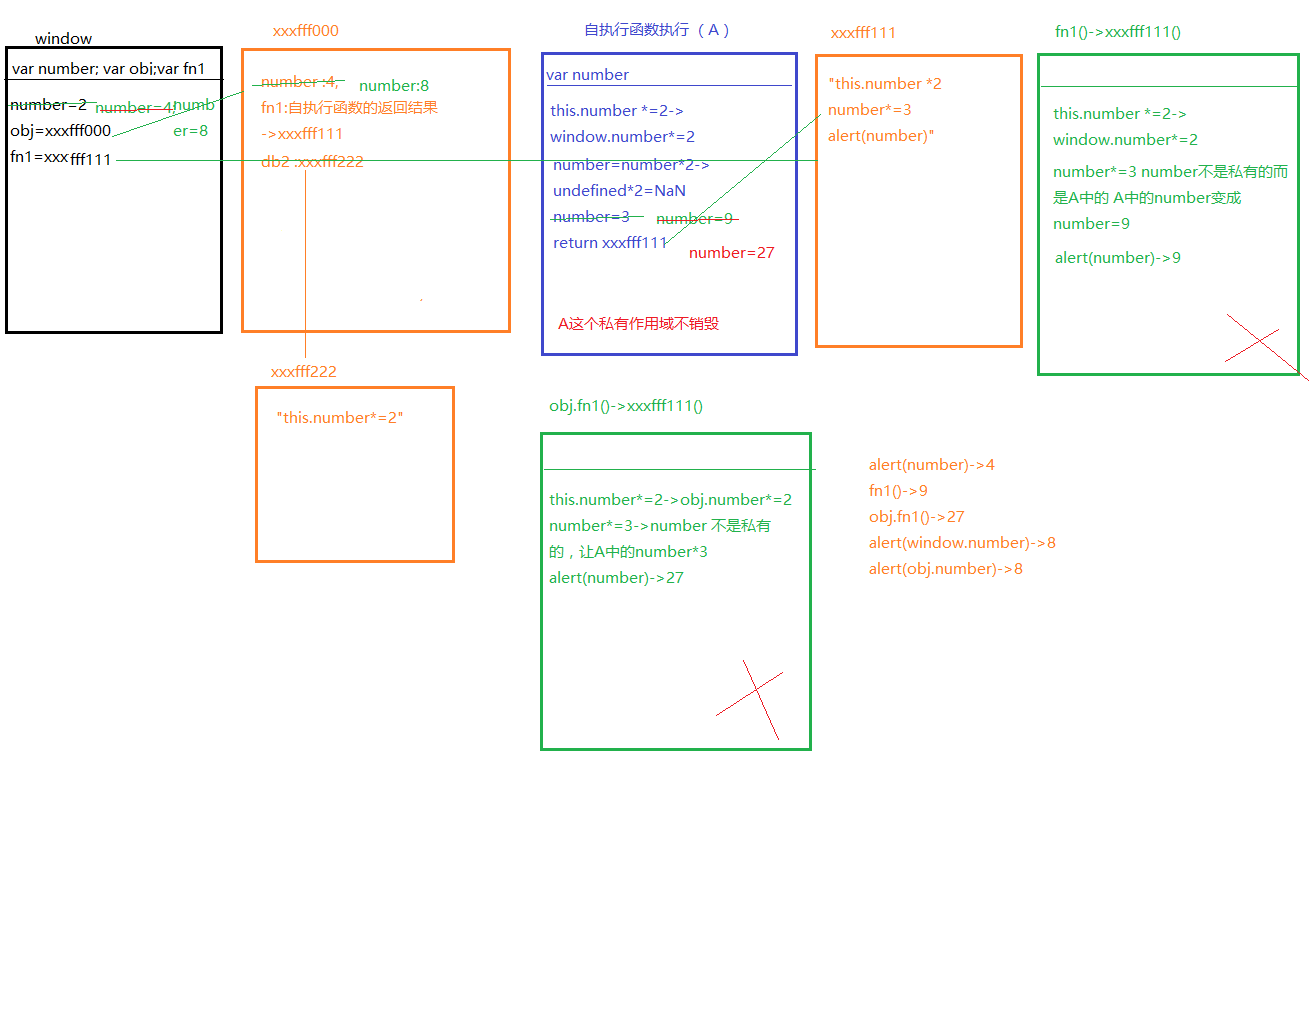 window
var number; var obj;var fn1
number=2 number=4; numb
er=8
obj=xxxfff000
fn1=xxxfff111
xxxfff000
number :4,
number:8
fn1:自执行函数的返回结果
->xxxfff111
db2 :xxxfff222
xxxfff222
"this.number*=2"
自执行函数执行（A）
var number
this.number *=2->
window.number*=2
number=number*2->
undefined*2=NaN
number=3 number=9
return xxxfff111
number=27
A这个私有作用域不销毁
xxxfff111
"this.number *2
number*=3
alert(number)"
fn1()->xxxfff111()
this.number *=2->
window.number*=2
number*=3 number不是私有的而
是A中的 A中的number变成
number=9
alert(number)->9
obj.fn1()->xxxfff111()
this.number*=2->obj.number*=2
number*=3->number 不是私有
的，让A中的number*3
alert(number)->27
alert(number)->4
fn1()->9
obj.fn1()->27
alert(window.number)->8
alert(obj.number)->8